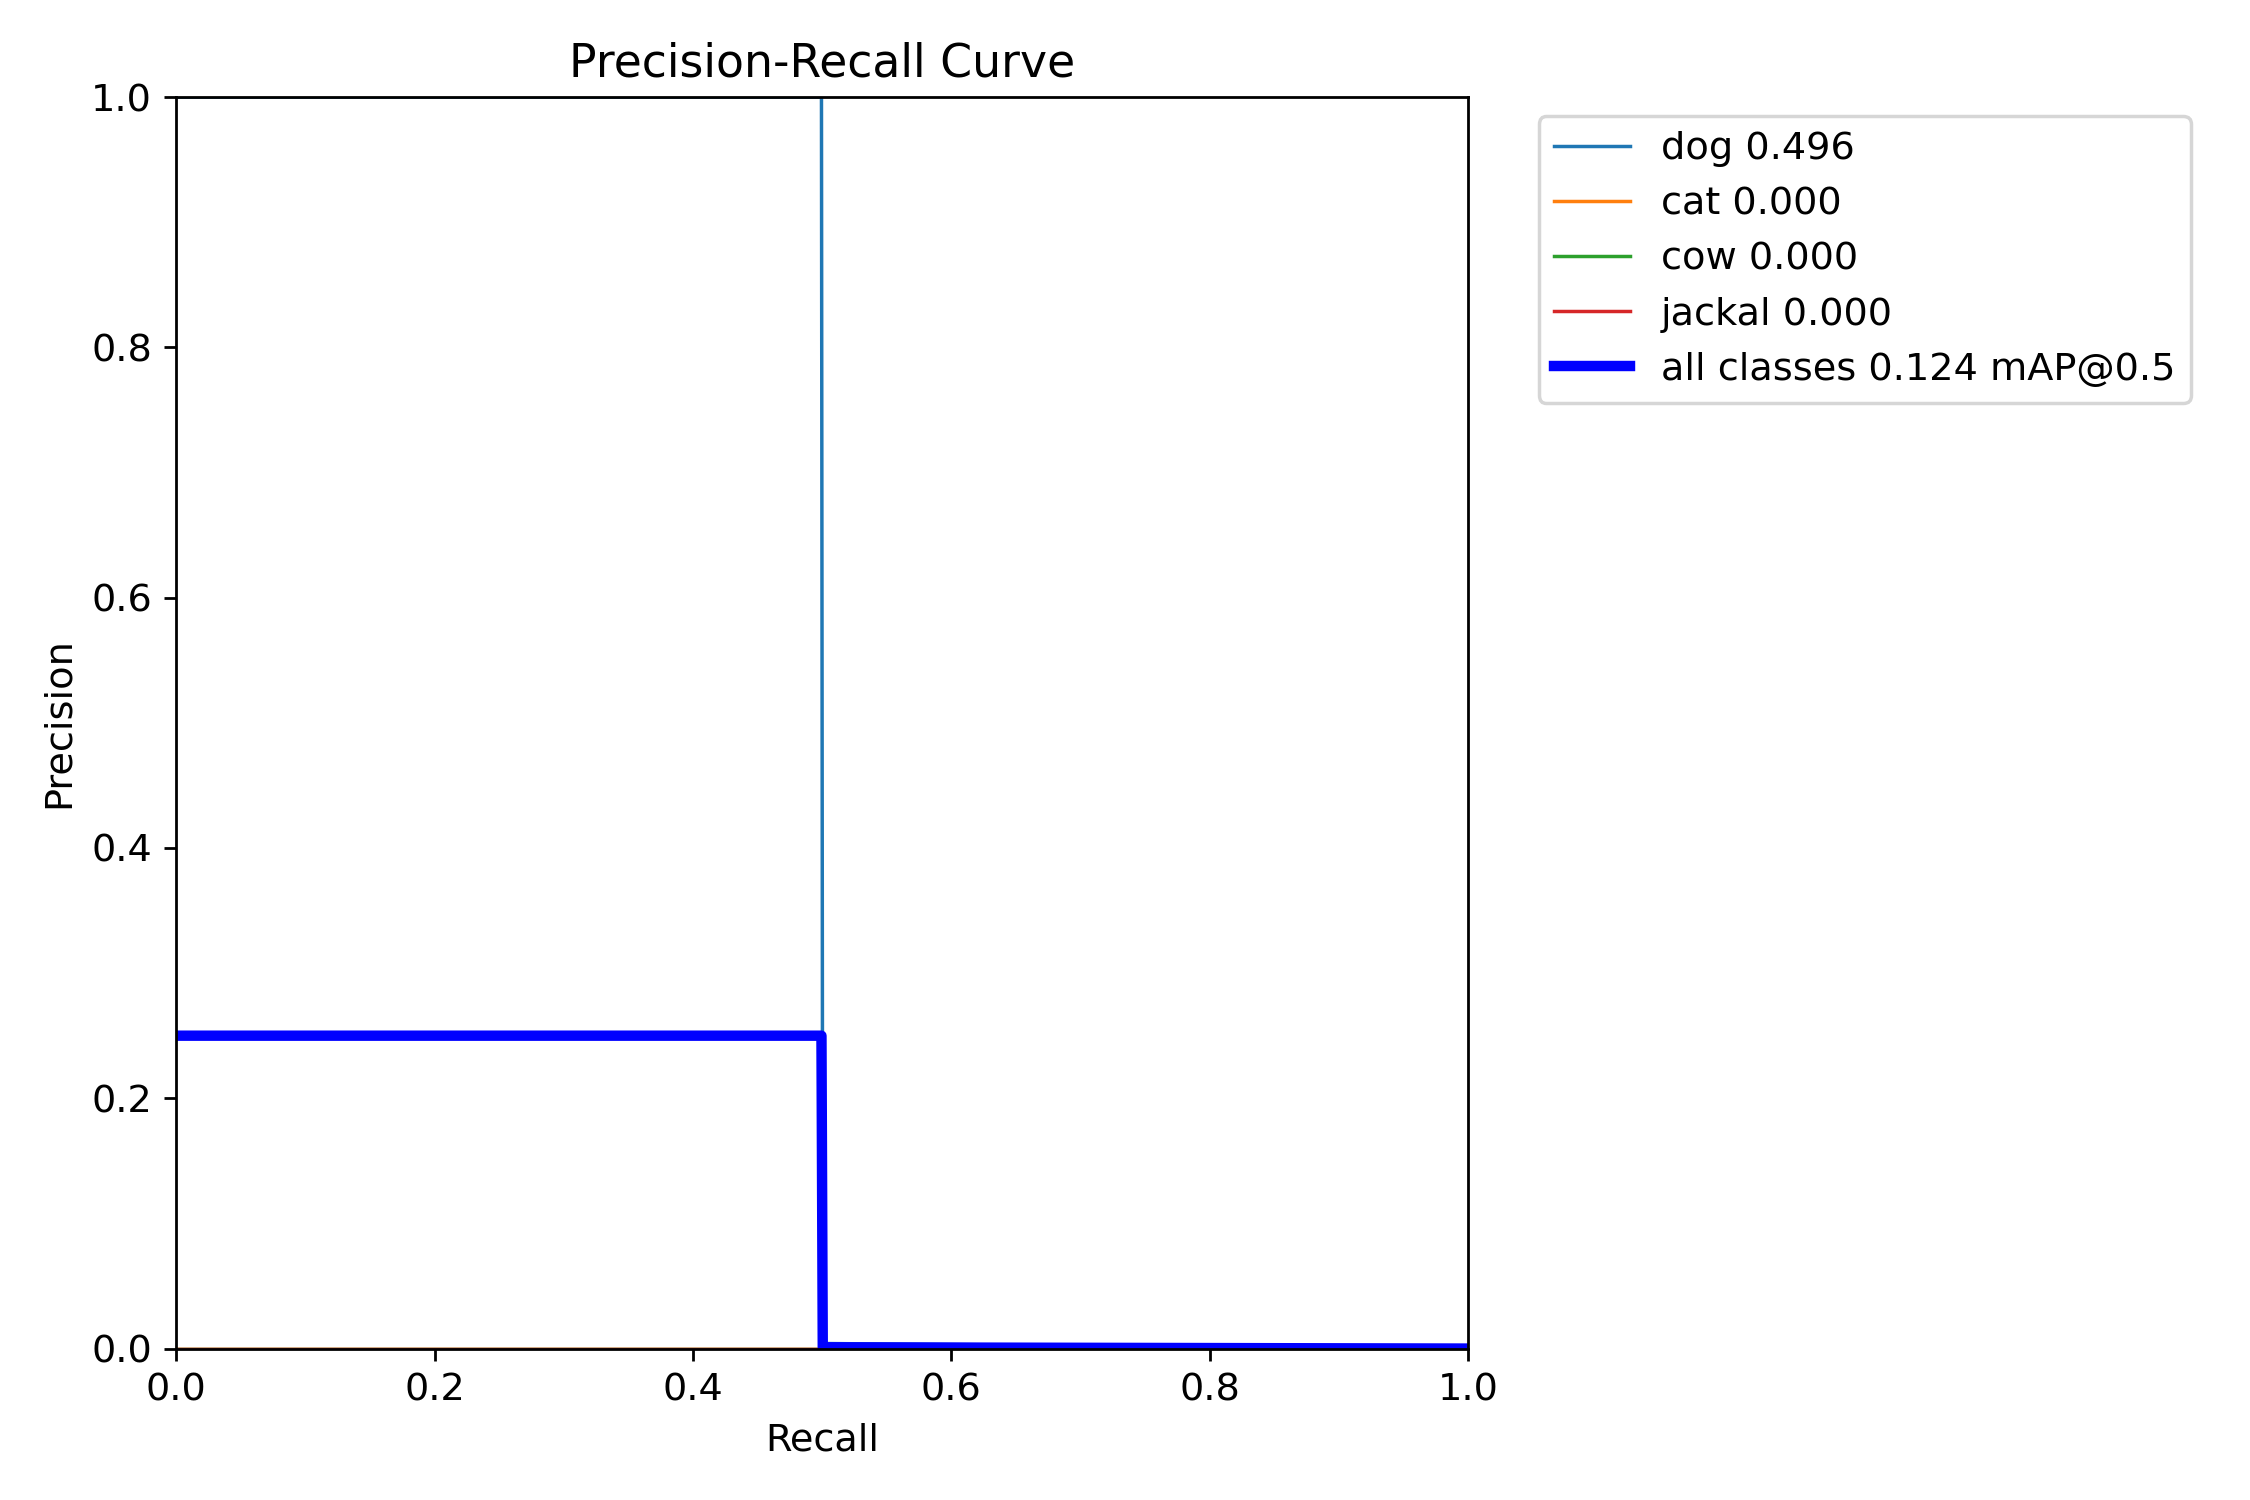 Precision-Recall Curve
1.0
0.8
0.6
0.4
0.2
0.0
Precision
0.0 0.2 0.4 0.6 0.8 1.0
Recall
dog 0.496
cat 0.000
cow 0.000
jackal 0.000
all classes 0.124 mAP@0.5